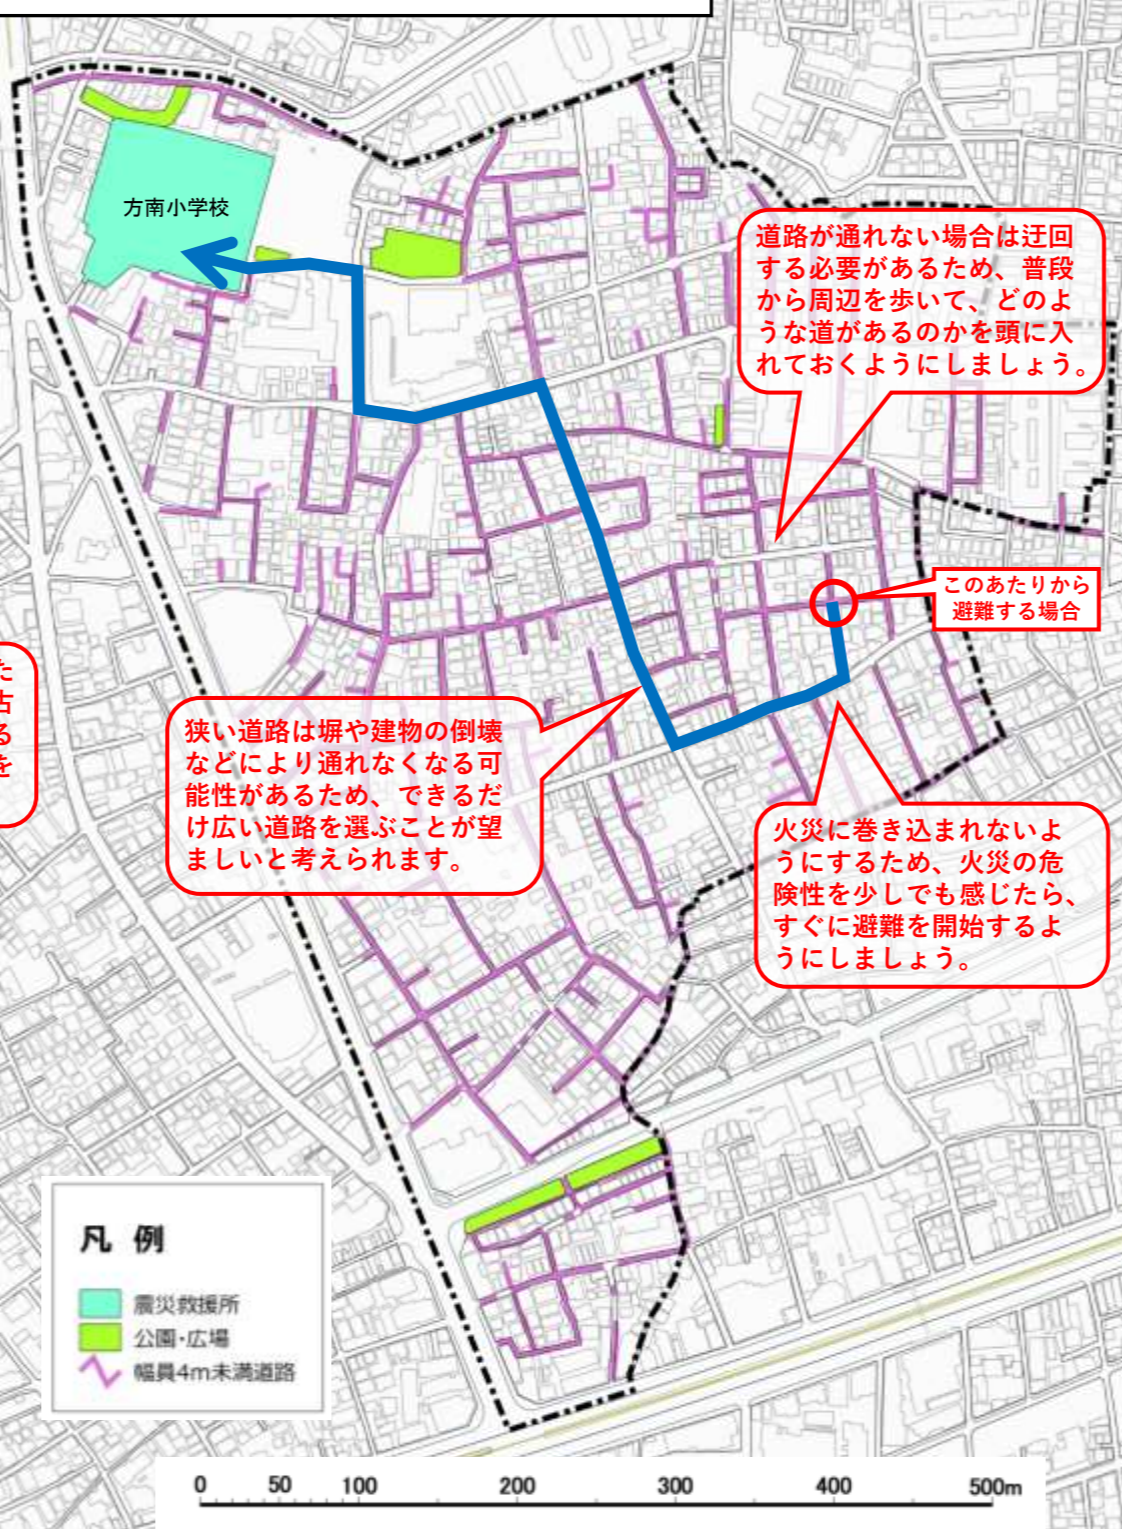 方南小学校
道路が通れない場合は迂回
する必要があるため、普段
から周辺を歩いて、どのよ
うな道があるのかを頭に入
れておくようにしましょう。
このあたりから
避難する場合
た
古
る
を
狭い道路は塀や建物の倒壊
などにより通れなくなる可
能性があるため、できるだ
け広い道路を選ぶことが望
ましいと考えられます。
火災に巻き込まれないよ
うにするため、火災の危
険性を少しでも感じたら、
すぐに避難を開始するよ
うにしましょう。
凡 例
震災救援所
公園・広場
幅員4m未満道路
0 50 100 200 300 400 500m